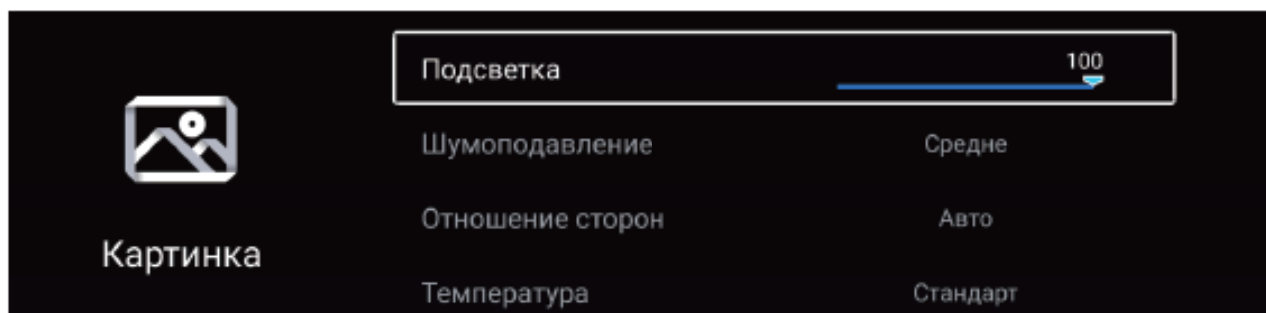 Подсветка 100
Шумоподавление Средне
Отношение сторон Авто
Картинка
Температура Стандарт